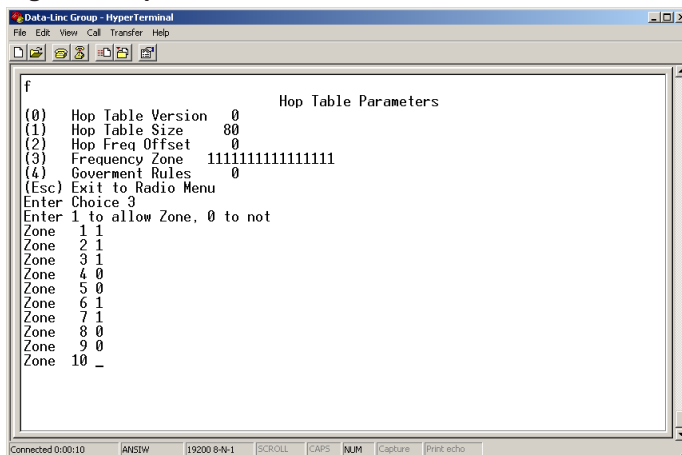 Data-Linc Group - HyperTerminal
File Edit View Call Transfer Help
f
Hop Table Parameters
(0) Hop Table Version 0
(1) Hop Table Size 80
(2) Hop Freq Offset 0
(3) Frequency Zone 1111111111111111
(4) Goverment Rules 0
(Esc) Exit to Radio Menu
Enter Choice 3
Enter 1 to allow Zone, 0 to not
Zone 1 1
Zone 2 1
Zone 3 1
Zone 4 0
Zone 5 0
Zone 6 1
Zone 7 1
Zone 8 0
Zone 9 0
Zone 10 _
Connected 0:00:10 ANSIW 19200 8-N-1 SCROLL CAPS NUM Capture Print echo